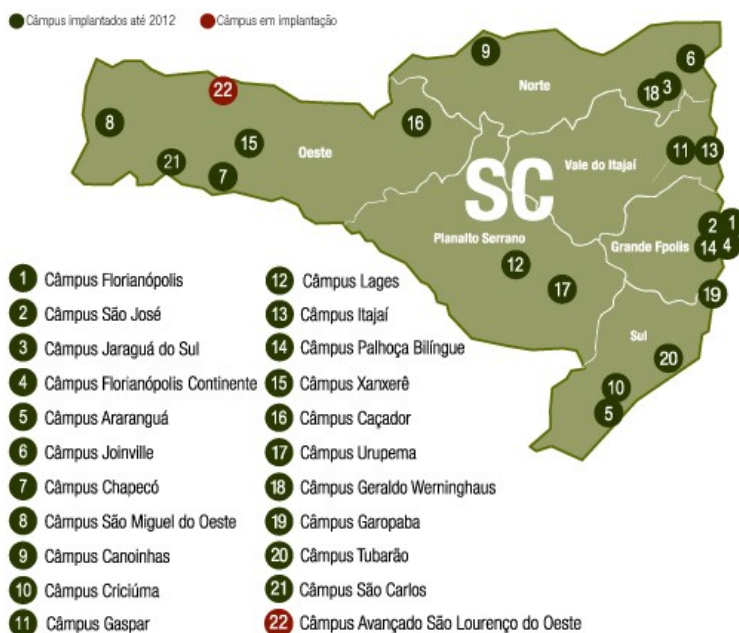 Câmpus implantados até 2012
Câmpus em implantação
9
6
Norte
18
3
22
8
16
15
Oeste
21
7
11
13
Vale do Itajaí
SC
Planalto Serrano
2
1
Grande Fpolis
14
4
12
17
19
Sul
20
10
5
1 Câmpus Florianópolis
2 Câmpus São José
3 Câmpus Jaraguá do Sul
4 Câmpus Florianópolis Continente
5 Câmpus Araranguá
6 Câmpus Joinville
7 Câmpus Chapecó
8 Câmpus São Miguel do Oeste
9 Câmpus Canoinhas
10 Câmpus Criciúma
11 Câmpus Gaspar
12 Câmpus Lages
13 Câmpus Itajaí
14 Câmpus Palhoça Bilíngue
15 Câmpus Xanxerê
16 Câmpus Caçador
17 Câmpus Urupema
18 Câmpus Geraldo Werninghaus
19 Câmpus Garopaba
20 Câmpus Tubarão
21 Câmpus São Carlos
22 Câmpus Avançado São Lourenço do Oeste